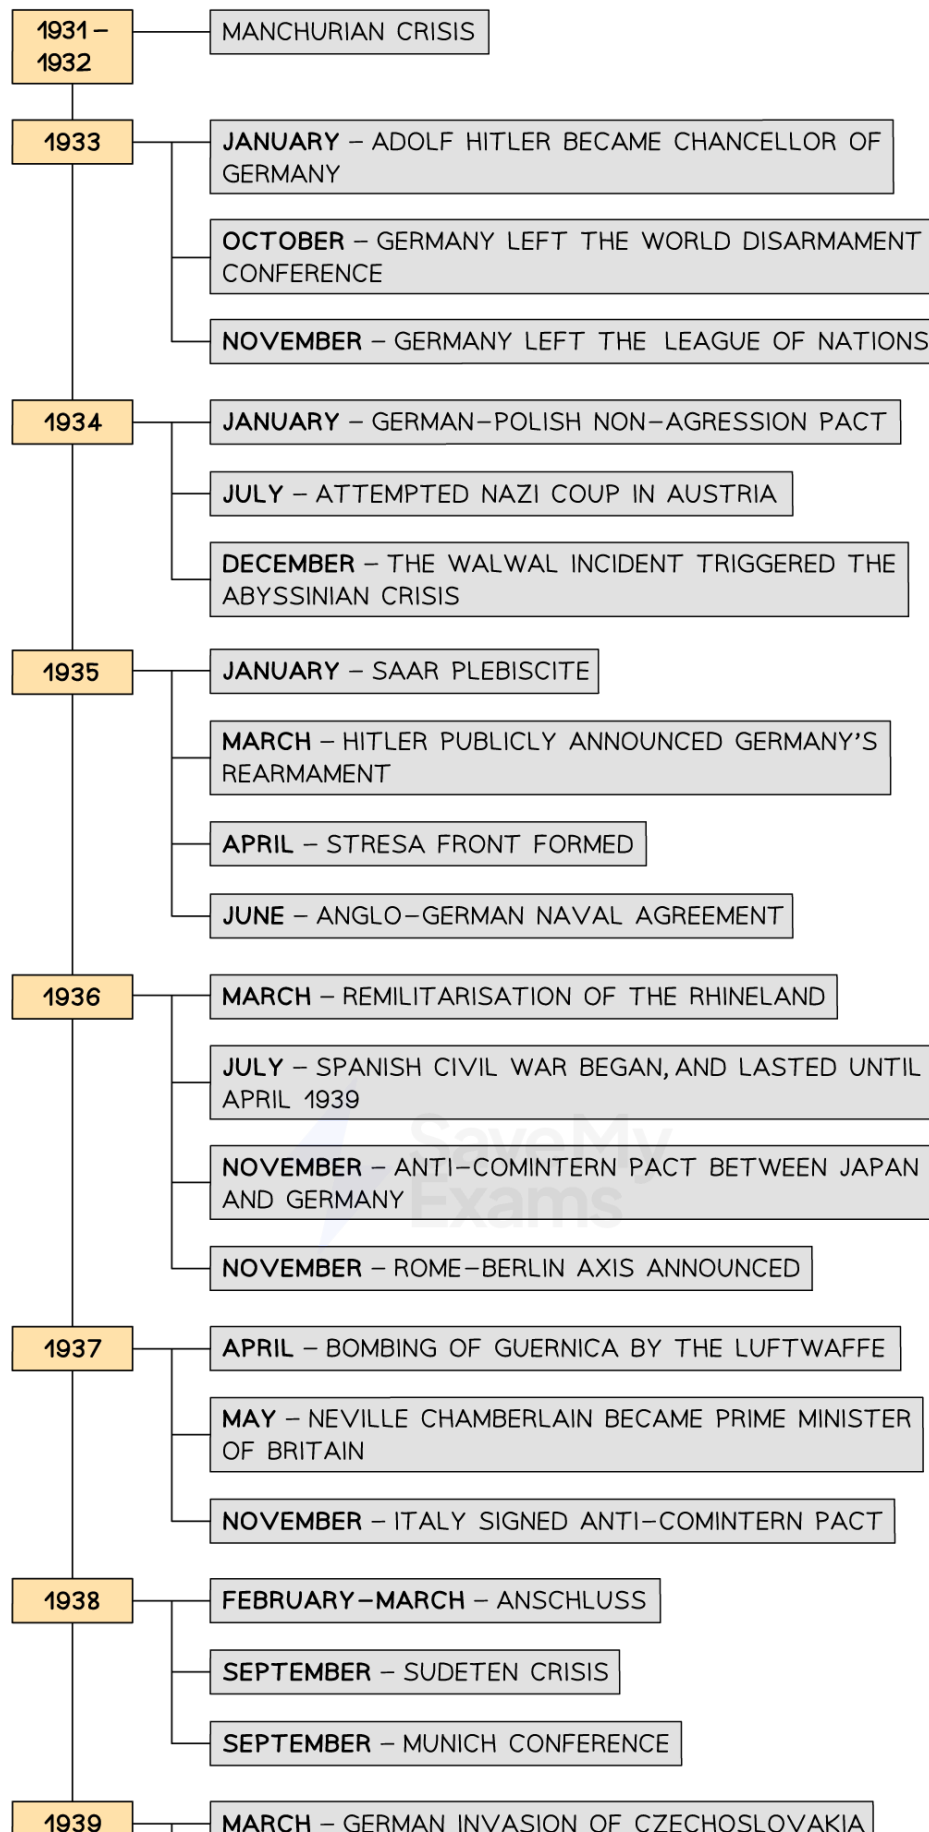 1931–
1932
MANCHURIAN CRISIS
1933
JANUARY – ADOLF HITLER BECAME CHANCELLOR OF
GERMANY
OCTOBER – GERMANY LEFT THE WORLD DISARMAMENT
CONFERENCE
NOVEMBER – GERMANY LEFT THE LEAGUE OF NATIONS
1934
JANUARY – GERMAN–POLISH NON–AGRESSION PACT
JULY – ATTEMPTED NAZI COUP IN AUSTRIA
DECEMBER – THE WALWAL INCIDENT TRIGGERED THE
ABYSSINIAN CRISIS
1935
JANUARY – SAAR PLEBISCITE
MARCH – HITLER PUBLICLY ANNOUNCED GERMANY'S
REARMAMENT
APRIL – STRESA FRONT FORMED
JUNE – ANGLO–GERMAN NAVAL AGREEMENT
1936
MARCH – REMILITARISATION OF THE RHINELAND
JULY – SPANISH CIVIL WAR BEGAN, AND LASTED UNTIL
APRIL 1939
SaveMy
Exams
NOVEMBER – ANTI–COMINTERN PACT BETWEEN JAPAN
AND GERMANY
NOVEMBER – ROME–BERLIN AXIS ANNOUNCED
1937
APRIL – BOMBING OF GUERNICA BY THE LUFTWAFFE
MAY – NEVILLE CHAMBERLAIN BECAME PRIME MINISTER
OF BRITAIN
NOVEMBER – ITALY SIGNED ANTI–COMINTERN PACT
1938
FEBRUARY–MARCH – ANSCHLUSS
SEPTEMBER – SUDETEN CRISIS
SEPTEMBER – MUNICH CONFERENCE
1939
MARCH – GERMAN INVASION OF CZECHOSLOVAKIA